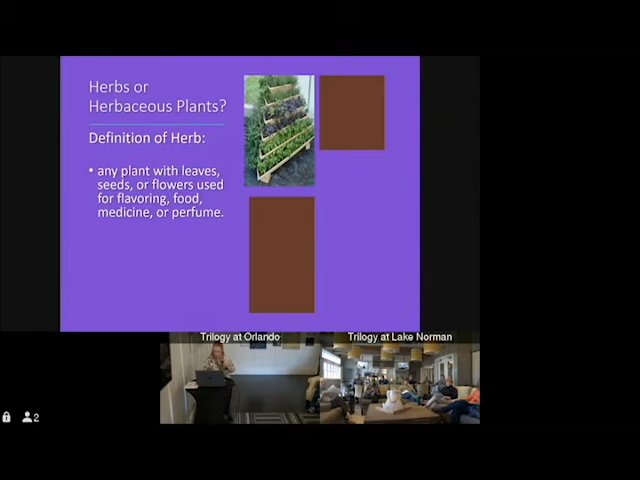 Herbs or
Herbaceous Plants?
Definition of Herb:
• any plant with leaves,
seeds, or flowers used
for flavoring, food,
medicine, or perfume.
Trilogy at Orlando
Trilogy at Lake Norman
2